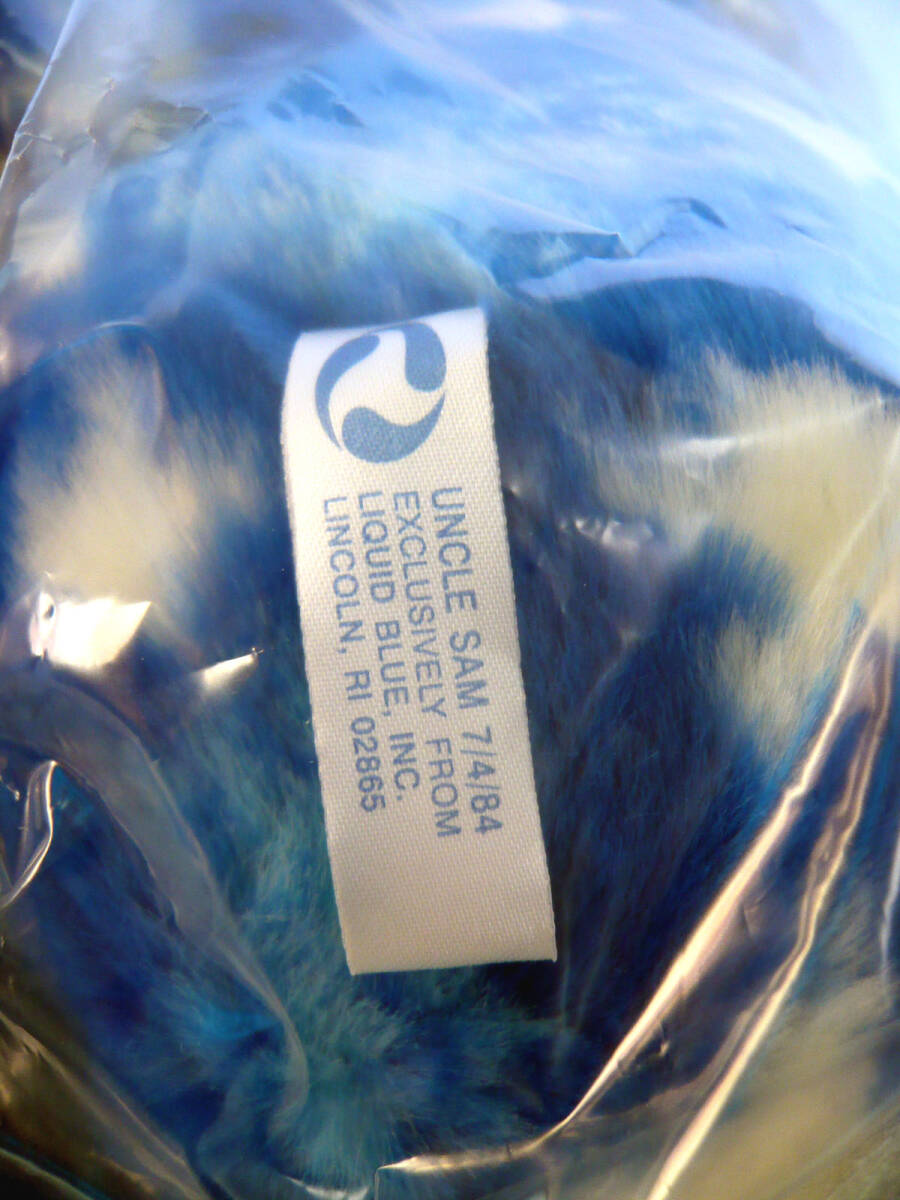 UNCLE SAM 7/4/84
EXCLUSIVELY FROM
LIQUID BLUE, INC.
LINCOLN, RI 02865